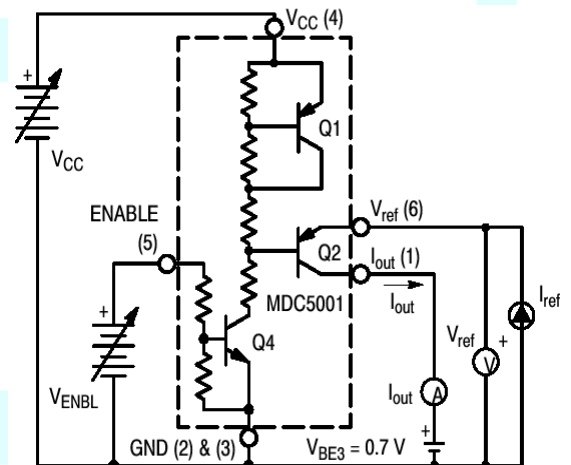 VCC (4)
+
VCC
Q1
ENABLE
(5)
Vref (6)
Q2
Iout (1)
Iout
MDC5001
Iref
+
VENBL
Q4
Vref
+
V
Iout
A
+
GND (2) & (3)
VBE3 = 0.7 V